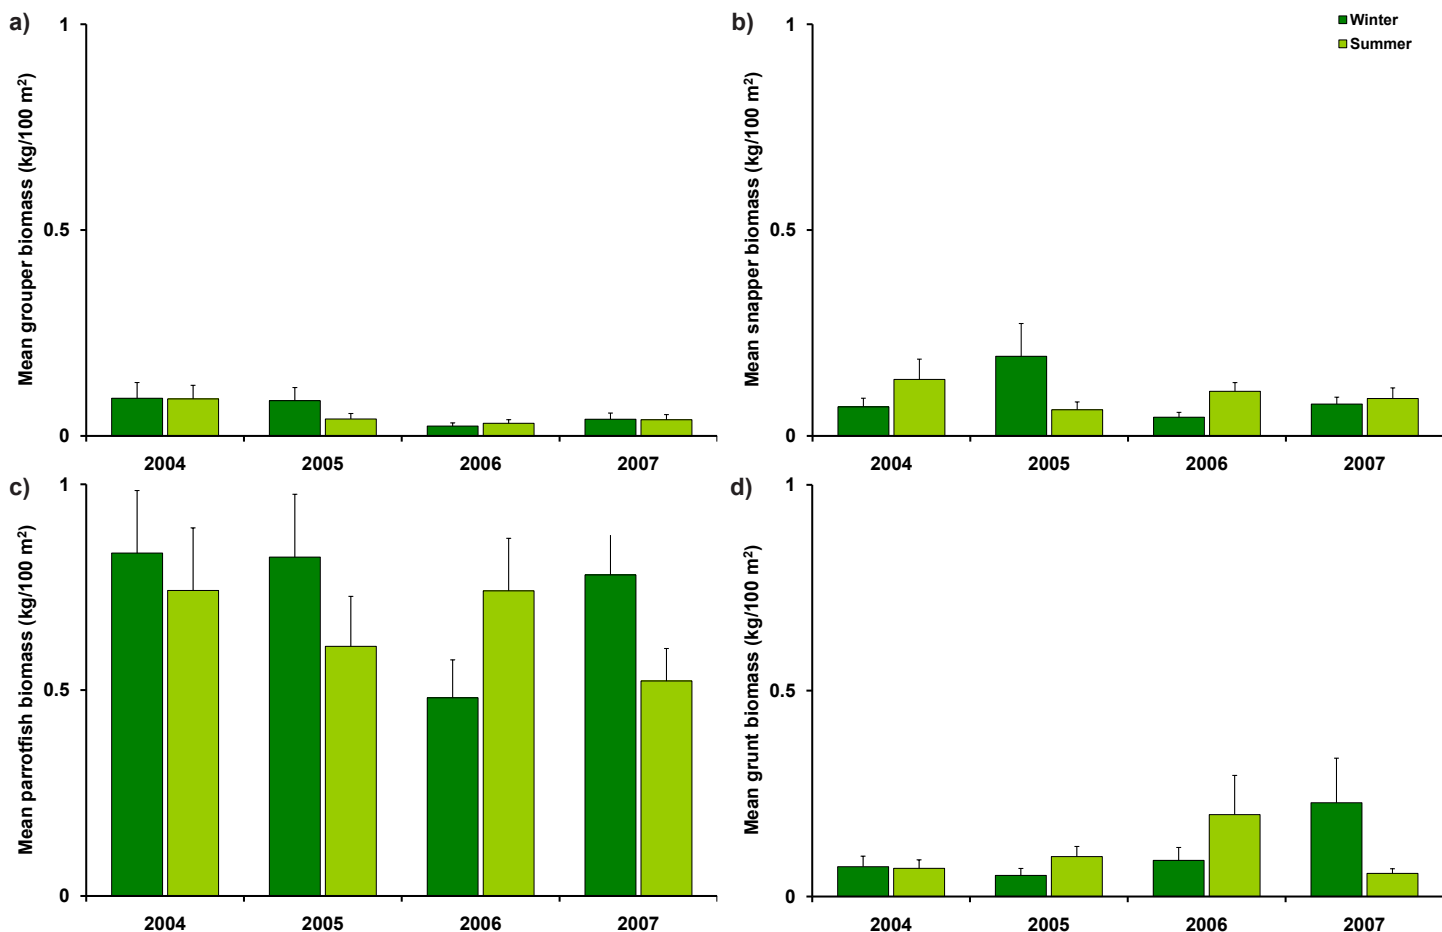 a)
Mean grouper biomass (kg/100 m²)
1
0.5
0
2004 2005 2006 2007
b)
Winter
Summer
Mean snapper biomass (kg/100 m²)
1
0.5
0
2004 2005 2006 2007
c)
Mean parrotfish biomass (kg/100 m²)
1
0.5
0
2004 2005 2006 2007
d)
Mean grunt biomass (kg/100 m²)
1
0.5
0
2004 2005 2006 2007